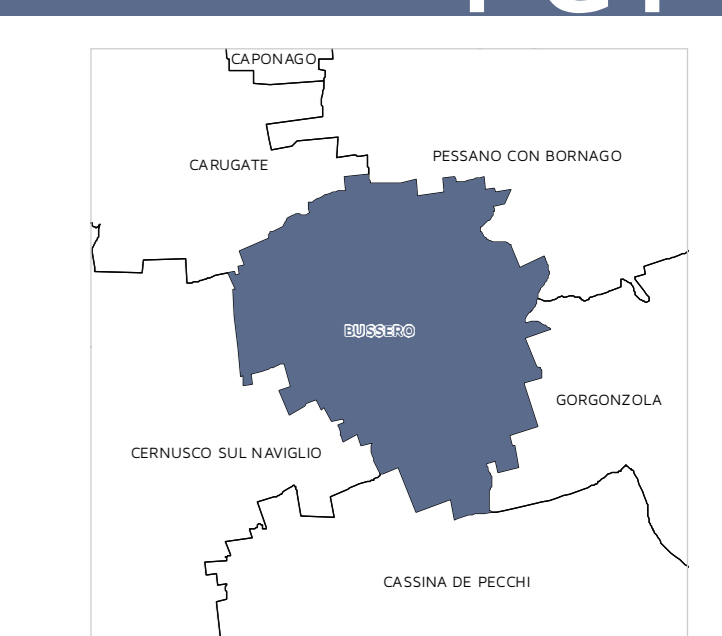 CAPONAGO
PESSANO CON BORNAGO
CARUGATE
BUSSERO
GORGONZOLA
CERNUSCO SUL NAVIGLIO
CASSINA DE PECCHI